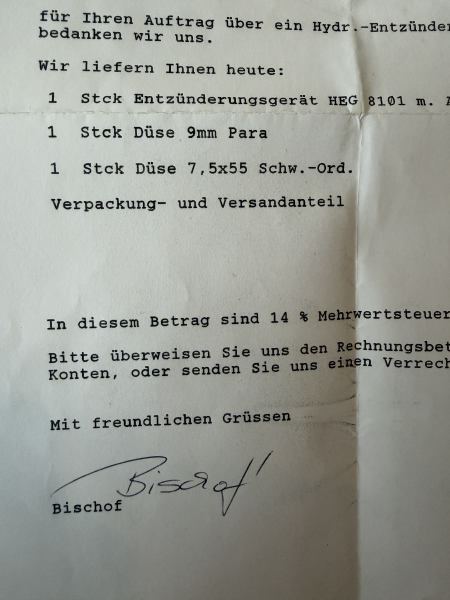 für Ihren Auftrag über ein Hydr.-Entzünder
bedanken wir uns.
Wir liefern Ihnen heute:
1 Stck Entzünderungsgerät HEG 8101 m. A
1 Stck Düse 9mm Para
1 Stck Düse 7,5x55 Schw.-Ord.
Verpackung- und Versandanteil
In diesem Betrag sind 14 % Mehrwertsteuer
Bitte überweisen Sie uns den Rechnungsbet
Konten, oder senden Sie uns einen Verrech
Mit freundlichen Grüssen
Bischof
Bischof